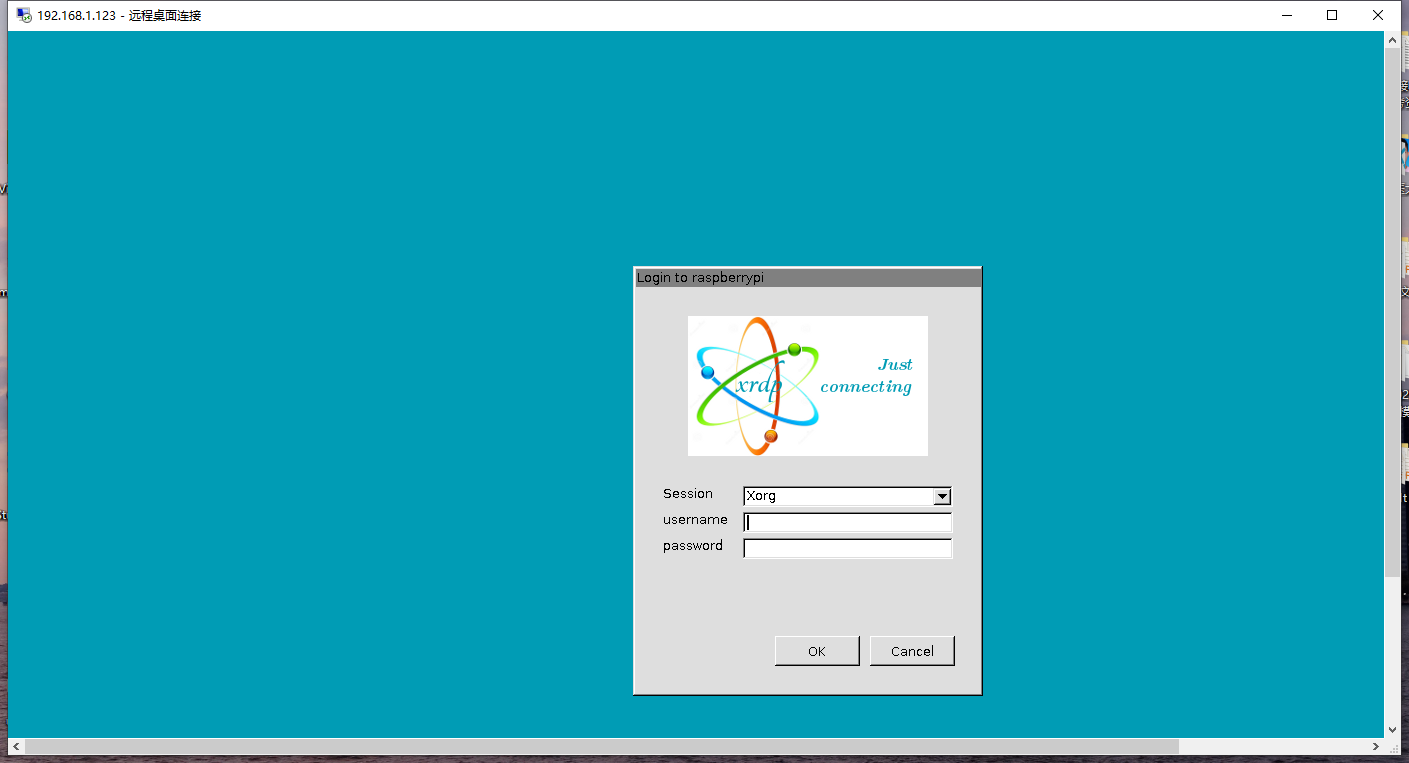 192.168.1.123 - 远程桌面连接
Login to raspberrypi
xrdp
Just
connecting
Session
Xorg
username
password
OK
Cancel